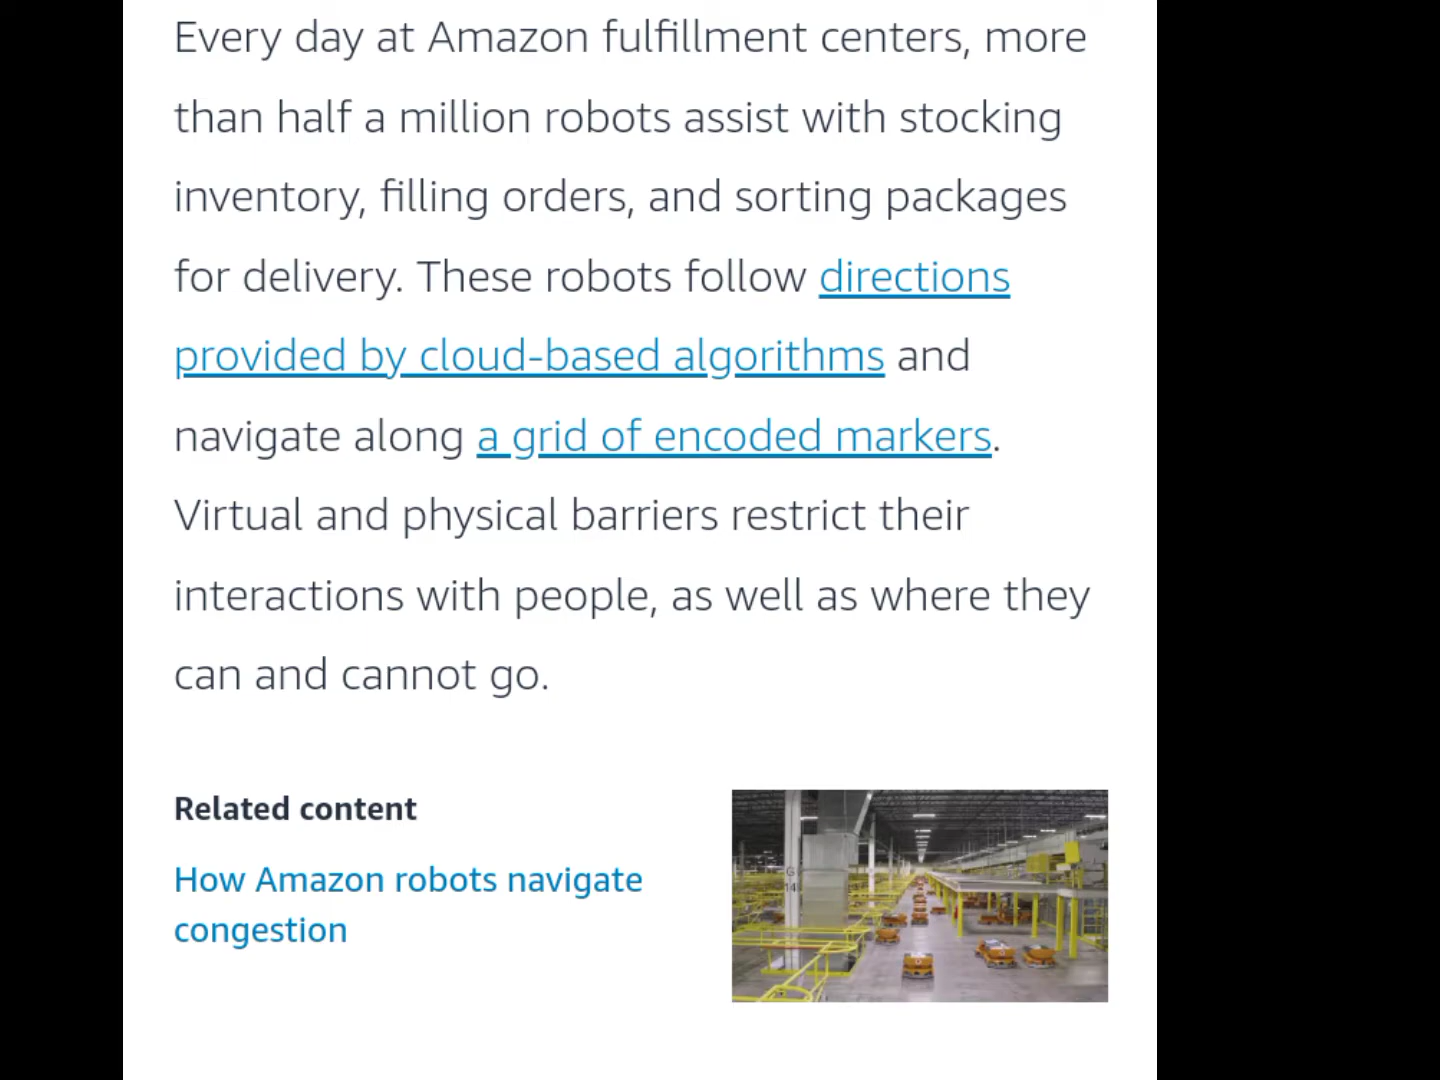 Every day at Amazon fulfillment centers, more
than half a million robots assist with stocking
inventory, filling orders, and sorting packages
for delivery. These robots follow directions
provided by cloud-based algorithms and
navigate along a grid of encoded markers.
Virtual and physical barriers restrict their
interactions with people, as well as where they
can and cannot go.
Related content
How Amazon robots navigate
congestion
G
14